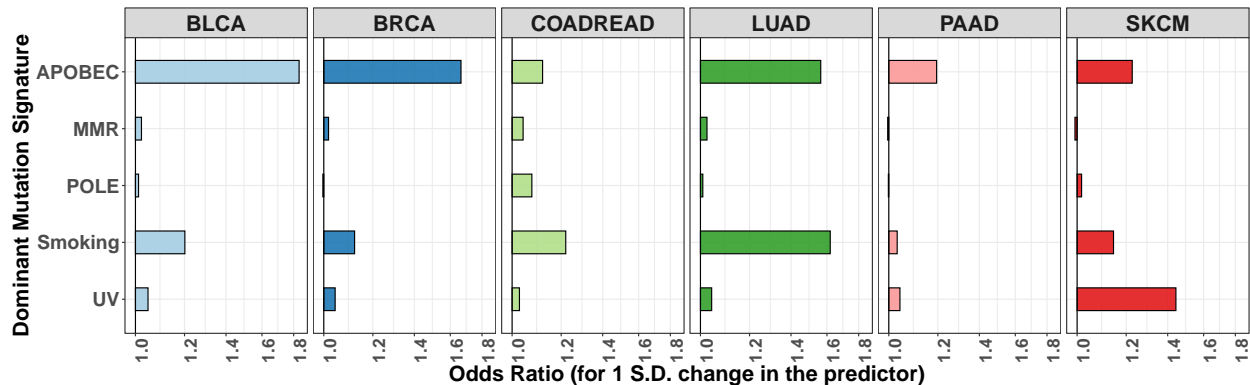 BLCA BRCA COADREAD LUAD PAAD SKCM
Dominant Mutation Signature
APOBEC
MMR
POLE
Smoking
UV
1.0 1.2 1.4 1.6 1.8 1.0 1.2 1.4 1.6 1.8 1.0 1.2 1.4 1.6 1.8 1.0 1.2 1.4 1.6 1.8 1.0 1.2 1.4 1.6 1.8 1.0 1.2 1.4 1.6 1.8
Odds Ratio (for 1 S.D. change in the predictor)